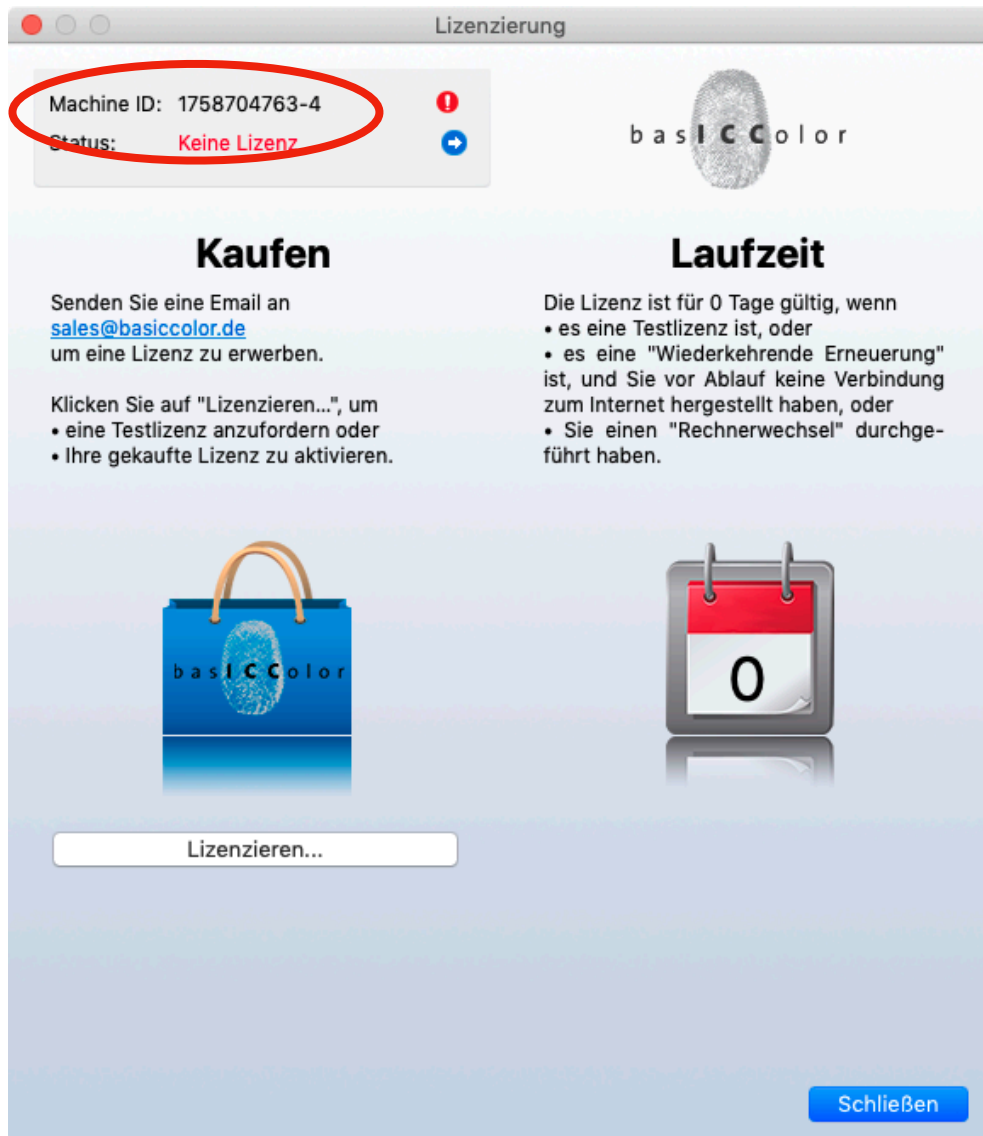 Lizenzierung
Machine ID: 1758704763-4
Status: Keine Lizenz
basICColor
Kaufen
Senden Sie eine Email an
sales@basiccolor.de
um eine Lizenz zu erwerben.
Klicken Sie auf "Lizenzieren...", um
• eine Testlizenz anzufordern oder
• Ihre gekaufte Lizenz zu aktivieren.
basICColor
Lizenzieren...
Laufzeit
Die Lizenz ist für 0 Tage gültig, wenn
• es eine Testlizenz ist, oder
• es eine "Wiederkehrende Erneuerung"
ist, und Sie vor Ablauf keine Verbindung
zum Internet hergestellt haben, oder
• Sie einen "Rechnerwechsel" durchge-
führt haben.
0
Schließen